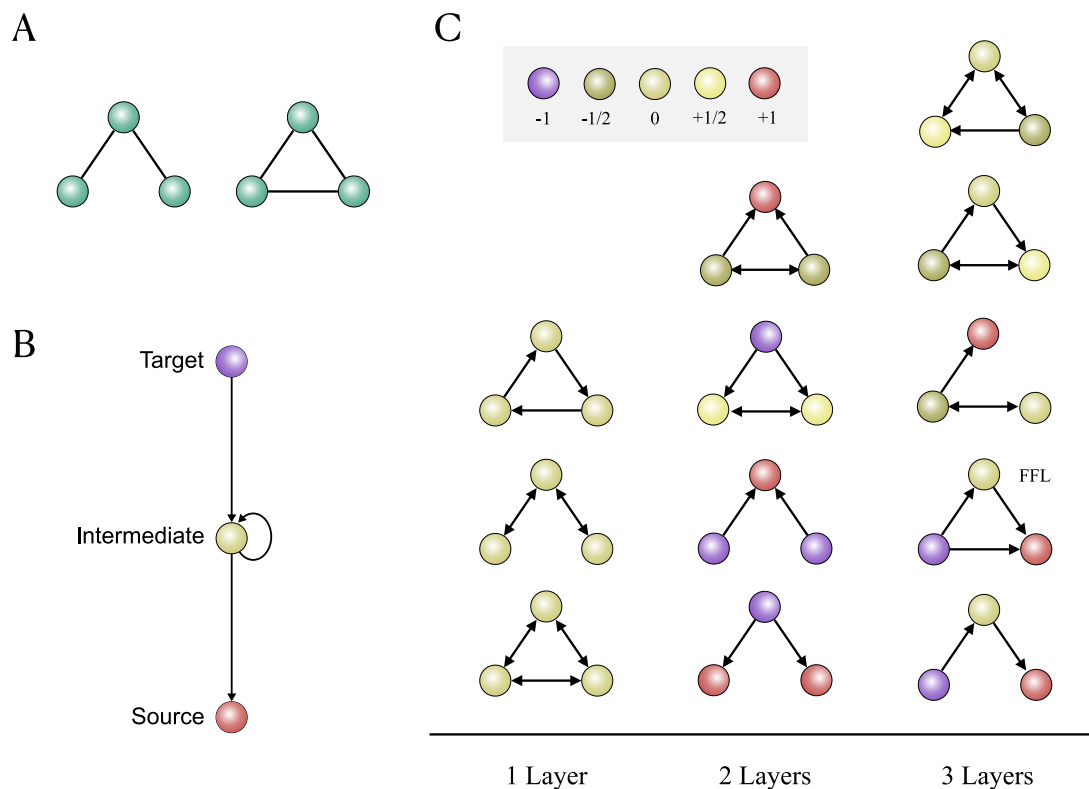 A
C
-1 -1/2 0 +1/2 +1
B
Target
Intermediate
Source
FFL
1 Layer 2 Layers 3 Layers